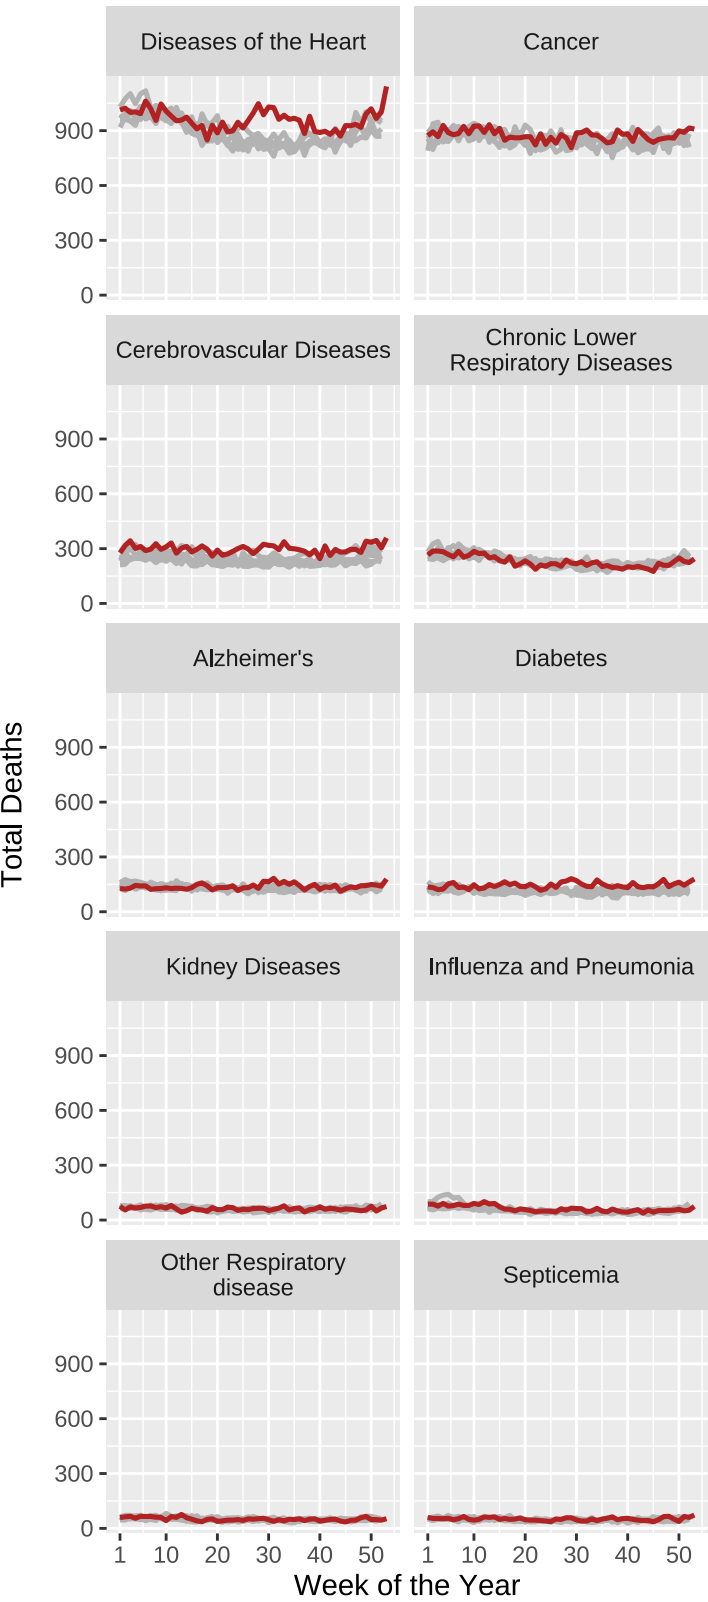 Diseases of the Heart
Cancer
900
600
300
0
Cerebrovascular Diseases
Chronic Lower
Respiratory Diseases
900
600
300
0
Alzheimer's
Diabetes
900
600
300
0
Kidney Diseases
Influenza and Pneumonia
900
600
300
0
Other Respiratory
disease
Septicemia
900
600
300
0
1 10 20 30 40 50
1 10 20 30 40 50
Week of the Year
Total Deaths